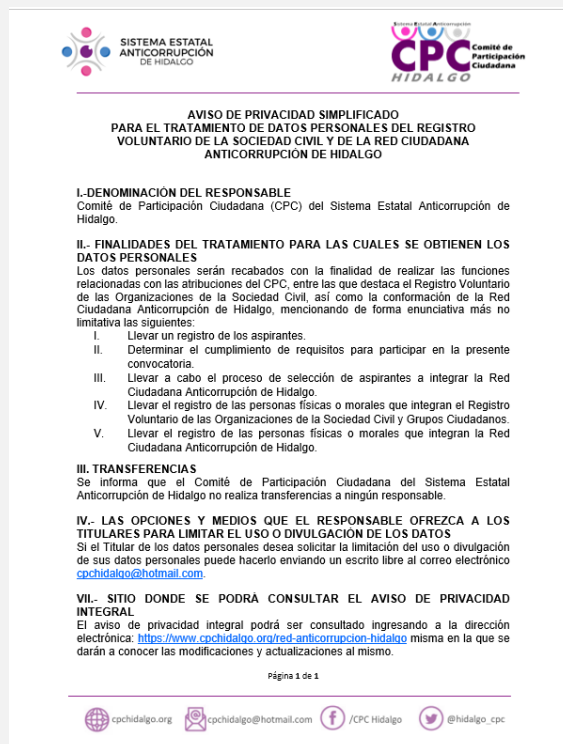 SISTEMA ESTATAL
ANTICORRUPCIÓN
DE HIDALGO
Sistema Estatal Anticorrupción
CPC
Comité de
Participación
Ciudadana
HIDALGO
AVISO DE PRIVACIDAD SIMPLIFICADO
PARA EL TRATAMIENTO DE DATOS PERSONALES DEL REGISTRO
VOLUNTARIO DE LA SOCIEDAD CIVIL Y DE LA RED CIUDADANA
ANTICORRUPCIÓN DE HIDALGO
I.-DENOMINACIÓN DEL RESPONSABLE
Comité de Participación Ciudadana (CPC) del Sistema Estatal Anticorrupción de
Hidalgo.
II.- FINALIDADES DEL TRATAMIENTO PARA LAS CUALES SE OBTIENEN LOS
DATOS PERSONALES
Los datos personales serán recabados con la finalidad de realizar las funciones
relacionadas con las atribuciones del CPC, entre las que destaca el Registro Voluntario
de las Organizaciones de la Sociedad Civil, así como la conformación de la Red
Ciudadana Anticorrupción de Hidalgo, mencionando de forma enunciativa más no
limitativa las siguientes:
I. Llevar un registro de los aspirantes.
II. Determinar el cumplimiento de requisitos para participar en la presente
convocatoria.
III. Llevar a cabo el proceso de selección de aspirantes a integrar la Red
Ciudadana Anticorrupción de Hidalgo.
IV. Llevar el registro de las personas físicas o morales que integran el Registro
Voluntario de las Organizaciones de la Sociedad Civil y Grupos Ciudadanos.
V. Llevar el registro de las personas físicas o morales que integran la Red
Ciudadana Anticorrupción de Hidalgo.
III. TRANSFERENCIAS
Se informa que el Comité de Participación Ciudadana del Sistema Estatal
Anticorrupción de Hidalgo no realiza transferencias a ningún responsable.
IV.- LAS OPCIONES Y MEDIOS QUE EL RESPONSABLE OFREZCA A LOS
TITULARES PARA LIMITAR EL USO O DIVULGACIÓN DE LOS DATOS
Si el Titular de los datos personales desea solicitar la limitación del uso o divulgación
de sus datos personales puede hacerlo enviando un escrito libre al correo electrónico
cpchidalgo@hotmail.com.
VII.- SITIO DONDE SE PODRÁ CONSULTAR EL AVISO DE PRIVACIDAD
INTEGRAL
El aviso de privacidad integral podrá ser consultado ingresando a la dirección
electrónica: https://www.cpchidalgo.org/red-anticorrupcion-hidalgo misma en la que se
darán a conocer las modificaciones y actualizaciones al mismo.
Página 1 de 1
cpchidalgo.org cpchidalgo@hotmail.com /CPC Hidalgo @hidalgo_cpc